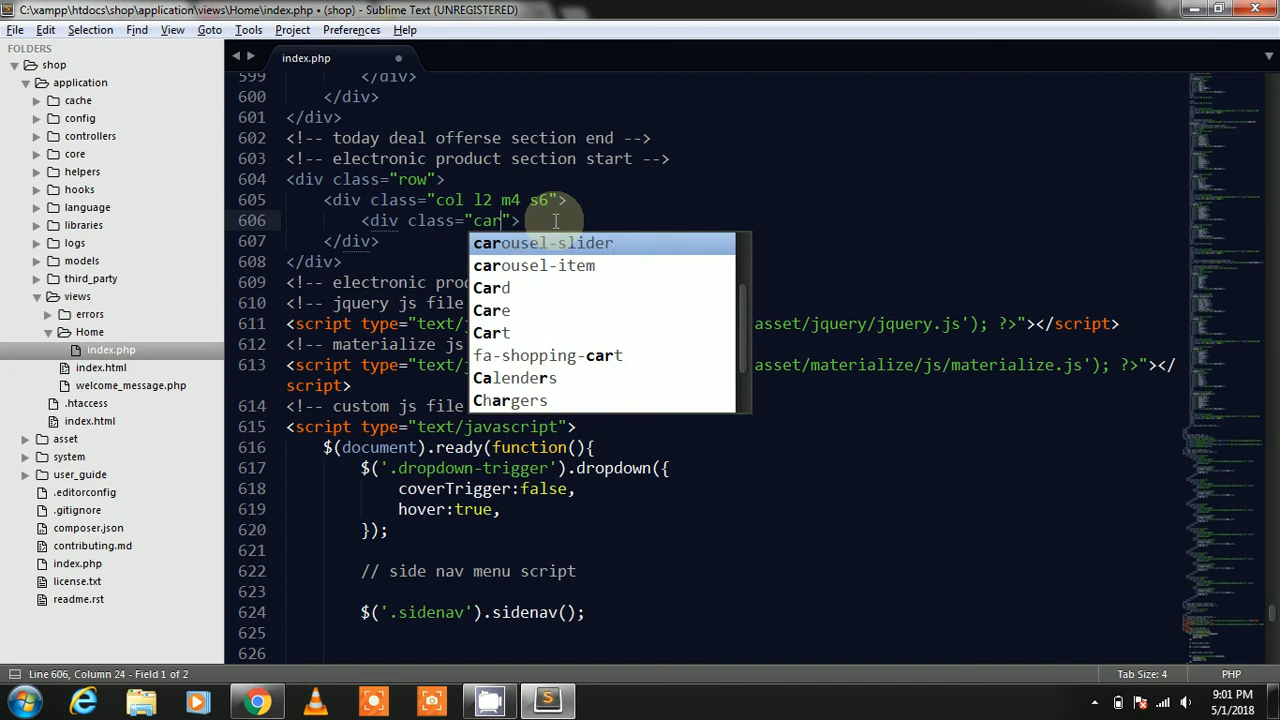 C:\xampp\htdocs\shop\application\views\Home\index.php • (shop) - Sublime Text (UNREGISTERED)
File Edit Selection Find View Goto Tools Project Preferences Help
FOLDERS
shop
application
cache
config
controllers
core
helpers
hooks
language
libraries
logs
models
third_party
views
errors
Home
index.php
index.html
welcome_message.php
.htaccess
index.html
asset
system
user_guide
.editorconfig
.gitignore
composer.json
contributing.md
index.php
license.txt
readme.rst
index.php
599 </div>
600 </div>
601 </div>
602 <!-- today deal offerse section end -->
603 <!-- electronic product section start -->
604 <div class="row">
605 <div class="col l2 m4 s6">
606 <div class="car">
607 </div>
608 </div>
609 <!-- electronic pro
610 <!-- jquery js file
611 <script type="text/ asset/jquery/jquery.js'); ?>"></script>
612 <!-- materialize js
613 <script type="text/ asset/materialize/js/materialize.js'); ?>"></
script>
614 <!-- custom js file
615 <script type="text/javascript">
616 $(document).ready(function(){
617 $('.dropdown-trigger').dropdown({
618 coverTrigger:false,
619 hover:true,
620 });
621
622 // side nav menu script
623
624 $('.sidenav').sidenav();
625
626
carousel-slider
carousel-item
Card
Care
Cart
fa-shopping-cart
Calenders
Chargers
Line 606, Column 24 - Field 1 of 2
Tab Size: 4
PHP
9:01 PM
5/1/2018